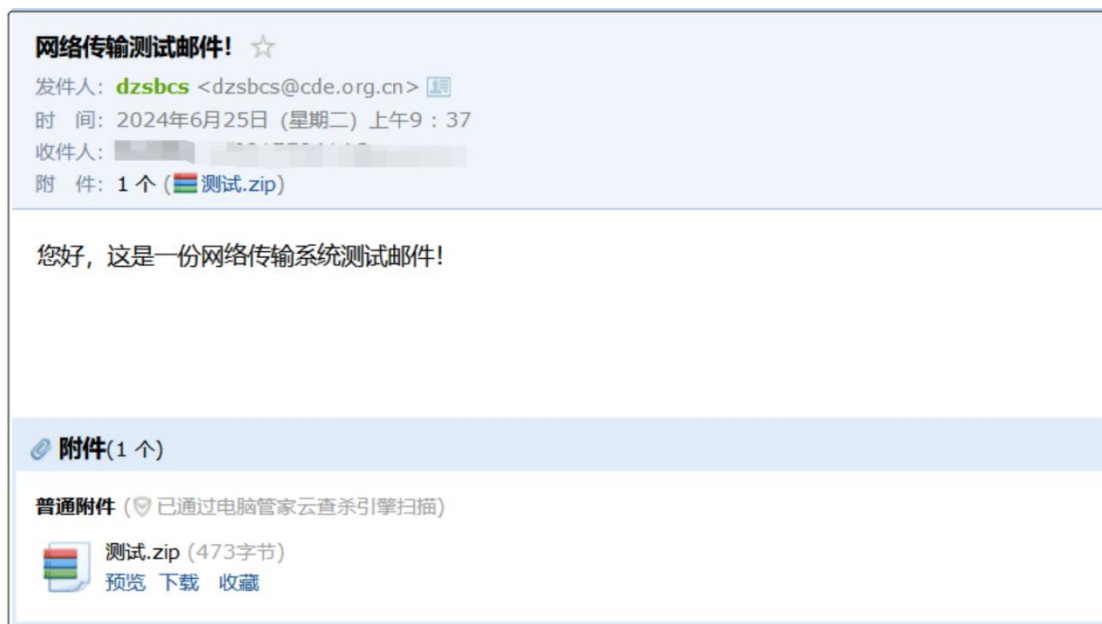 网络传输测试邮件!
发件人: dzsbcs <dzsbcs@cde.org.cn>
时 间: 2024年6月25日 (星期二) 上午9 : 37
收件人:
附 件: 1 个 (测试.zip)
您好，这是一份网络传输系统测试邮件!
附件(1 个)
普通附件 (已通过电脑管家云查杀引擎扫描)
测试.zip (473字节)
预览 下载 收藏